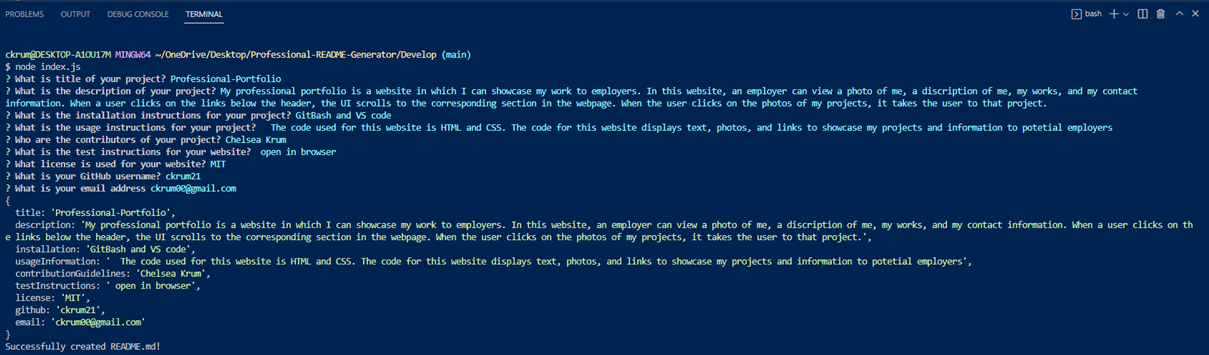 PROBLEMS OUTPUT DEBUG CONSOLE TERMINAL bash
ckrum@DESKTOP-A1OU17M MINGW64 ~/OneDrive/Desktop/Professional-README-Generator/Develop (main)
$ node index.js
? What is title of your project? Professional-Portfolio
? What is the description of your project? My professional portfolio is a website in which I can showcase my work to employers. In this website, an employer can view a photo of me, a discription of me, my works, and my contact
information. When a user clicks on the links below the header, the UI scrolls to the corresponding section in the webpage. When the user clicks on the photos of my projects, it takes the user to that project.
? What is the installation instructions for your project? GitBash and VS code
? What is the usage instructions for your project?   The code used for this website is HTML and CSS. The code for this website displays text, photos, and links to showcase my projects and information to potetial employers
? Who are the contributors of your project? Chelsea Krum
? What is the test instructions for your website?  open in browser
? What license is used for your website? MIT
? What is your GitHub username? ckrum21
? What is your email address ckrum00@gmail.com
{
  title: 'Professional-Portfolio',
  description: 'My professional portfolio is a website in which I can showcase my work to employers. In this website, an employer can view a photo of me, a discription of me, my works, and my contact information. When a user clicks on th
e links below the header, the UI scrolls to the corresponding section in the webpage. When the user clicks on the photos of my projects, it takes the user to that project.',
  installation: 'GitBash and VS code',
  usageInformation: '  The code used for this website is HTML and CSS. The code for this website displays text, photos, and links to showcase my projects and information to potetial employers',
  contributionGuidelines: 'Chelsea Krum',
  testInstructions: ' open in browser',
  license: 'MIT',
  github: 'ckrum21',
  email: 'ckrum00@gmail.com'
}
Successfully created README.md!